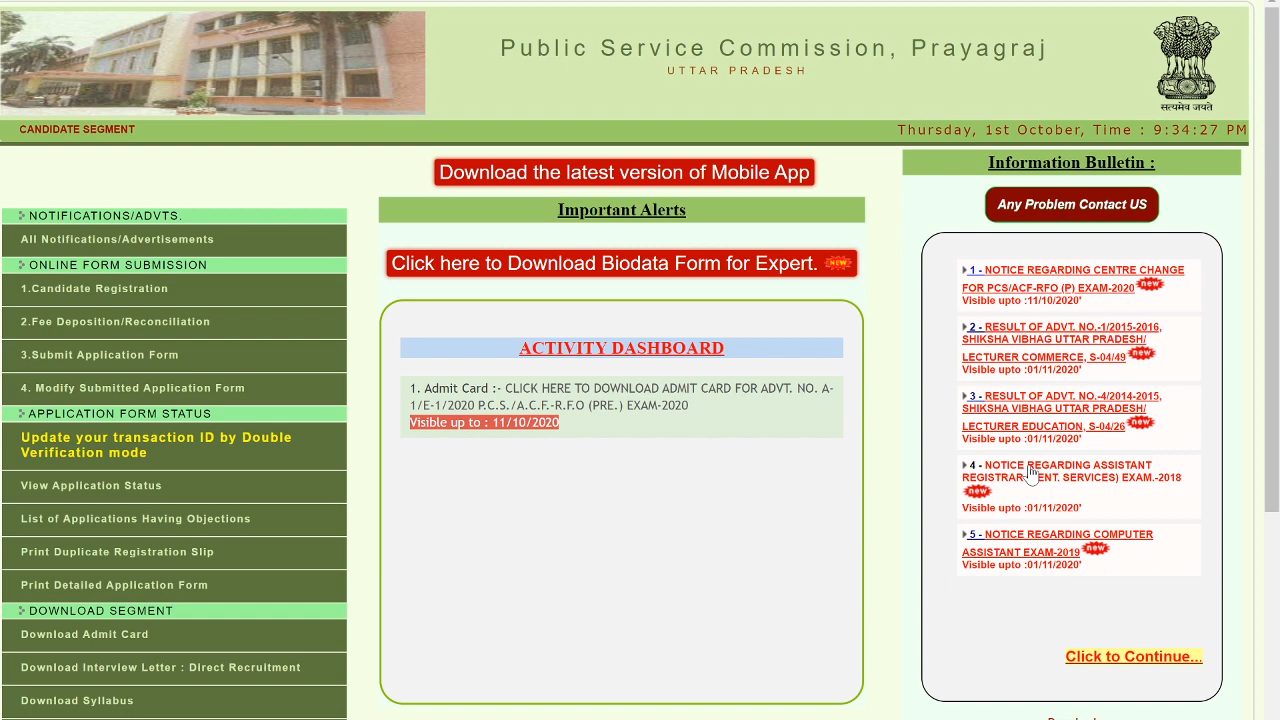 Public Service Commission, Prayagraj
UTTAR PRADESH
सत्यमेव जयते
CANDIDATE SEGMENT
Thursday, 1st October, Time : 9:34:27 PM
NOTIFICATIONS/ADVTS.
All Notifications/Advertisements
ONLINE FORM SUBMISSION
1.Candidate Registration
2.Fee Deposition/Reconciliation
3.Submit Application Form
4. Modify Submitted Application Form
APPLICATION FORM STATUS
Update your transaction ID by Double
Verification mode
View Application Status
List of Applications Having Objections
Print Duplicate Registration Slip
Print Detailed Application Form
DOWNLOAD SEGMENT
Download Admit Card
Download Interview Letter : Direct Recruitment
Download Syllabus
Download the latest version of Mobile App
Important Alerts
Click here to Download Biodata Form for Expert. NEW
ACTIVITY DASHBOARD
1. Admit Card :- CLICK HERE TO DOWNLOAD ADMIT CARD FOR ADVT. NO. A-
1/E-1/2020 P.C.S./A.C.F.-R.F.O (PRE.) EXAM-2020
Visible up to : 11/10/2020
Information Bulletin :
Any Problem Contact US
1 - NOTICE REGARDING CENTRE CHANGE
FOR PCS/ACF-RFO (P) EXAM-2020 new
Visible upto :11/10/2020'
2 - RESULT OF ADVT. NO.-1/2015-2016,
SHIKSHA VIBHAG UTTAR PRADESH/
LECTURER COMMERCE, S-04/49 new
Visible upto :01/11/2020'
3 - RESULT OF ADVT. NO.-4/2014-2015,
SHIKSHA VIBHAG UTTAR PRADESH/
LECTURER EDUCATION, S-04/26 new
Visible upto :01/11/2020'
4 - NOTICE REGARDING ASSISTANT
SERVICES) EXAM.-2018
new
Visible upto :01/11/2020'
5 - NOTICE REGARDING COMPUTER
ASSISTANT EXAM-2019 new
Visible upto :01/11/2020'
Click to Continue...